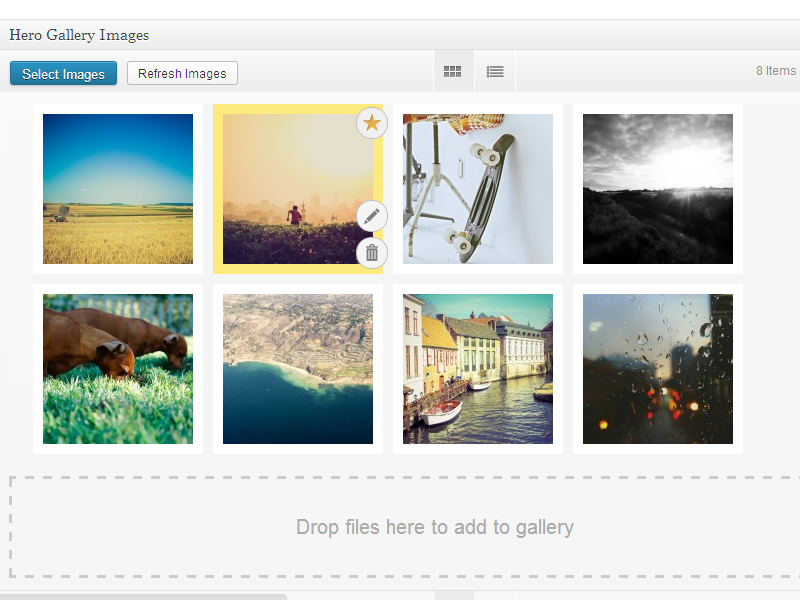 Hero Gallery Images
Select Images
Refresh Images
8 Items
Drop files here to add to gallery